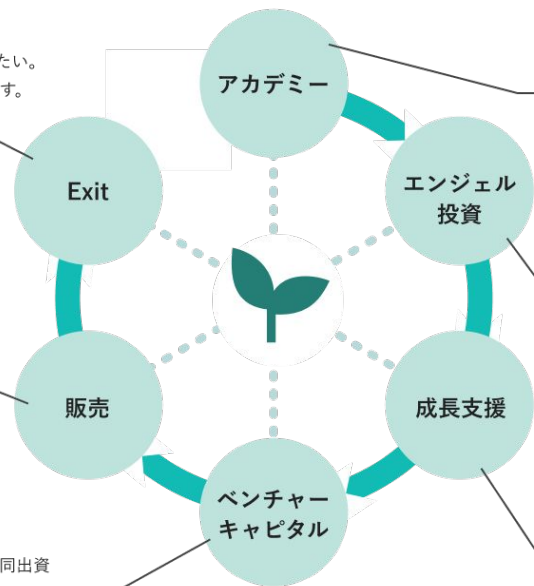 たい。
す。
アカデミー
エンジェル
投資
Exit
販売
成長支援
ベンチャー
キャピタル
同出資